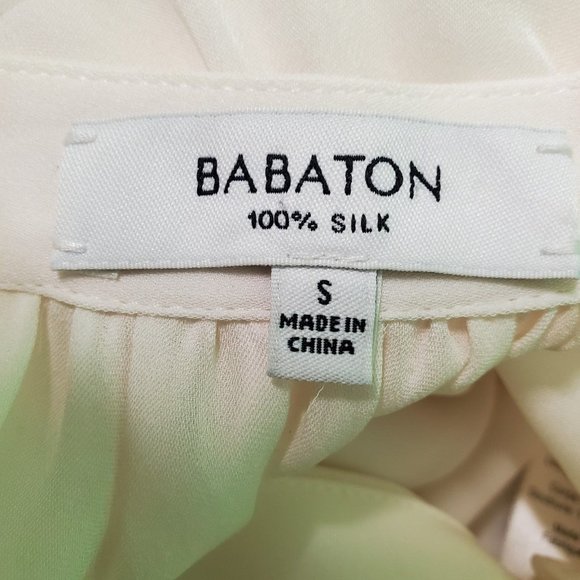 BABATON
100% SILK
S
MADE IN
CHINA